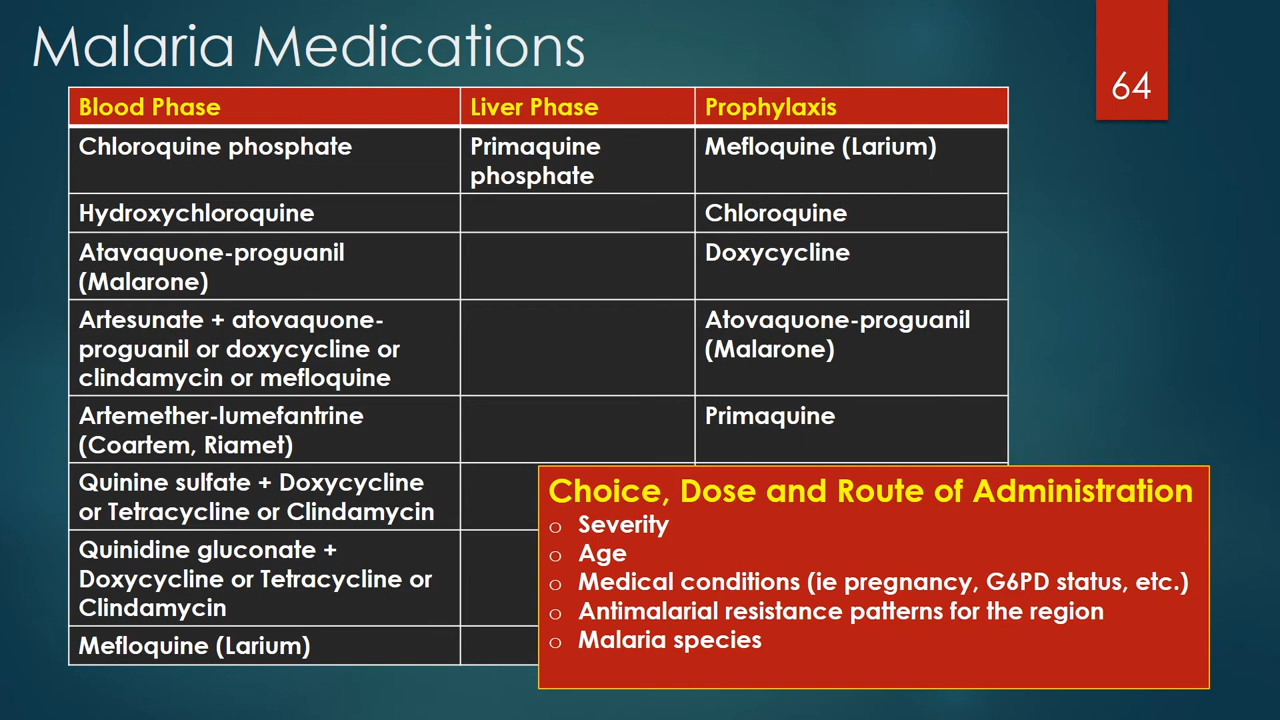 Malaria Medications
64
Blood Phase
Liver Phase
Prophylaxis
Chloroquine phosphate
Primaquine
phosphate
Mefloquine (Larium)
Hydroxychloroquine
Chloroquine
Atavaquone-proguanil
(Malarone)
Doxycycline
Artesunate + atovaquone-
proguanil or doxycycline or
clindamycin or mefloquine
Atovaquone-proguanil
(Malarone)
Artemether-lumefantrine
(Coartem, Riamet)
Primaquine
Quinine sulfate + Doxycycline
or Tetracycline or Clindamycin
Quinidine gluconate +
Doxycycline or Tetracycline or
Clindamycin
Mefloquine (Larium)
Choice, Dose and Route of Administration
o Severity
o Age
o Medical conditions (ie pregnancy, G6PD status, etc.)
o Antimalarial resistance patterns for the region
o Malaria species